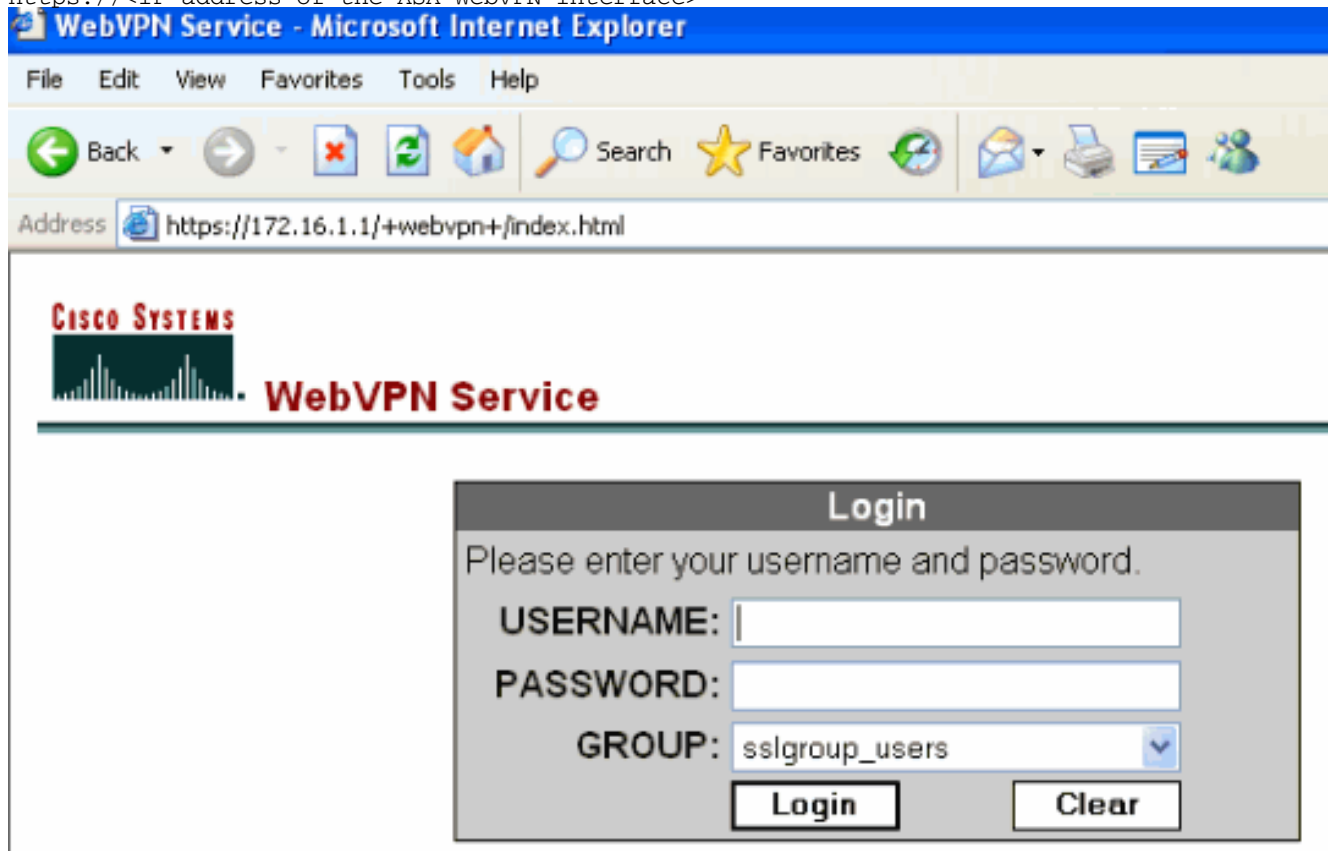 https://<IP address of the ASA WebVPN interface>
WebVPN Service - Microsoft Internet Explorer
File Edit View Favorites Tools Help
Back Search Favorites
Address https://172.16.1.1/+webvpn+/index.html
CISCO SYSTEMS
WebVPN Service
Login
Please enter your username and password.
USERNAME:
PASSWORD:
GROUP: sslgroup_users
Login Clear